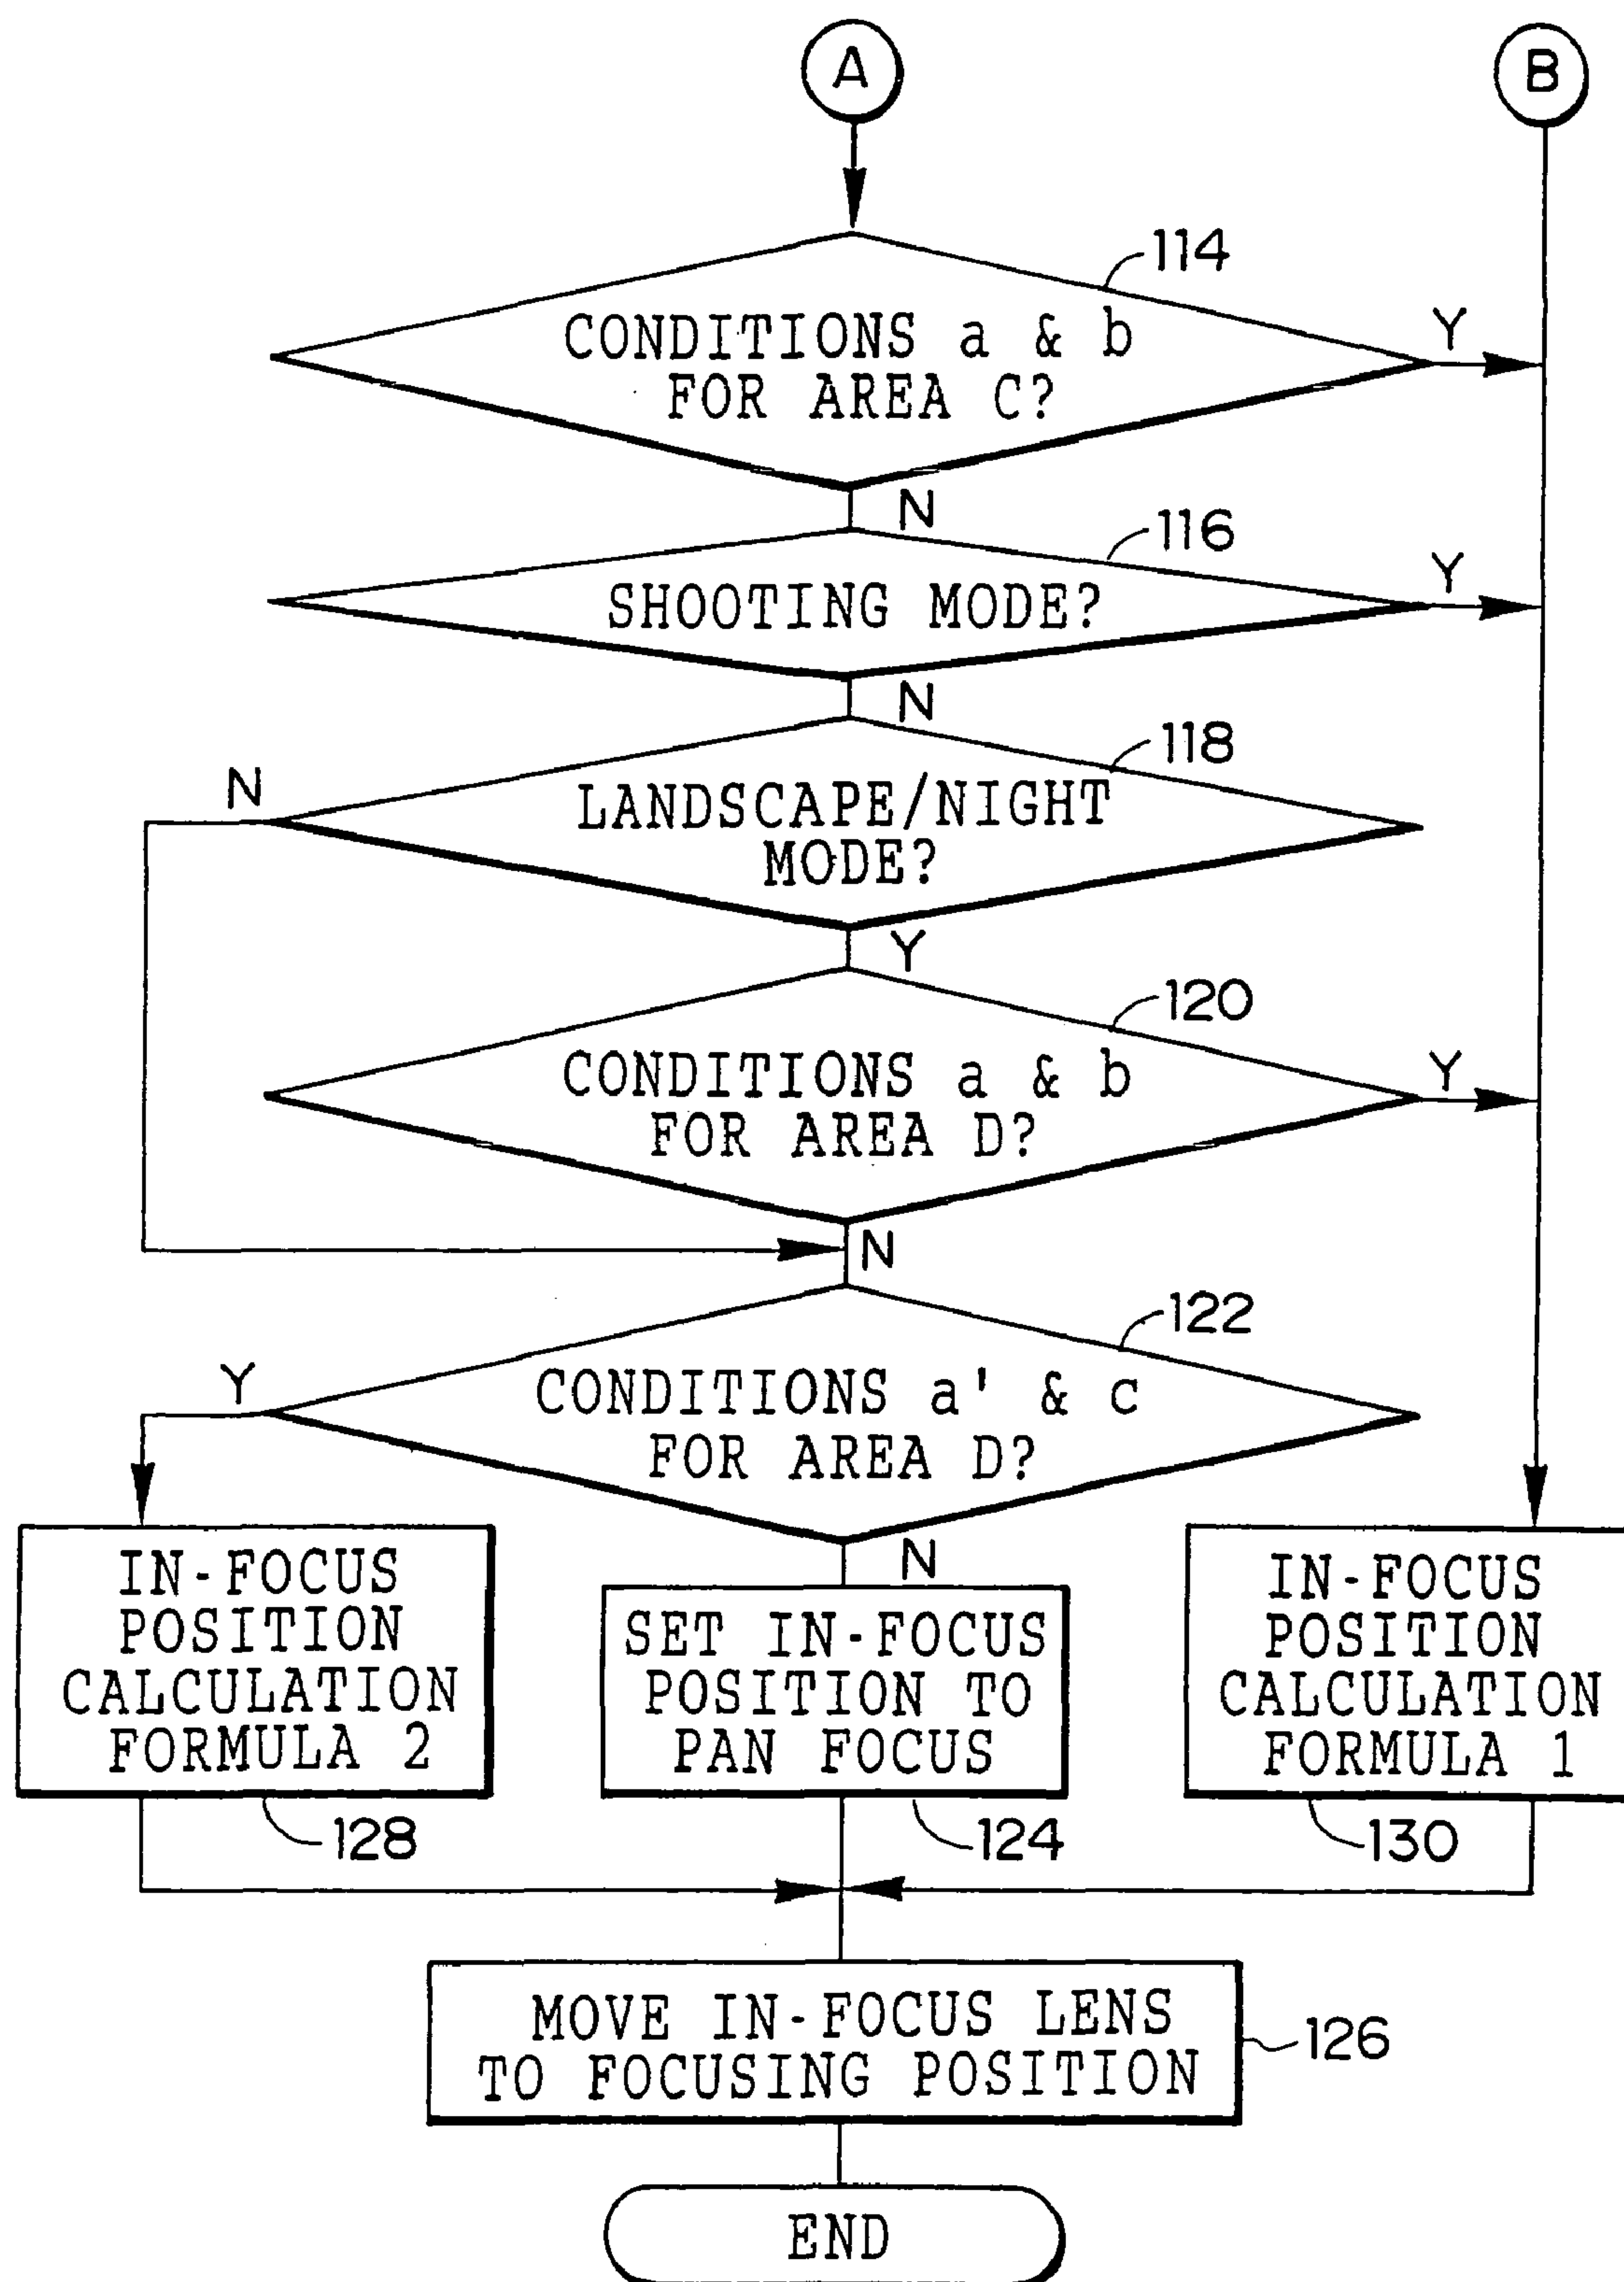 A
B
114
CONDITIONS a & b
FOR AREA C?
Y
N
116
SHOOTING MODE?
Y
N
118
LANDSCAPE/NIGHT
MODE?
N
Y
120
CONDITIONS a & b
FOR AREA D?
Y
N
122
CONDITIONS a' & c
FOR AREA D?
Y
N
IN-FOCUS
POSITION
CALCULATION
FORMULA 2
128
SET IN-FOCUS
POSITION TO
PAN FOCUS
124
IN-FOCUS
POSITION
CALCULATION
FORMULA 1
130
MOVE IN-FOCUS LENS
TO FOCUSING POSITION
126
END